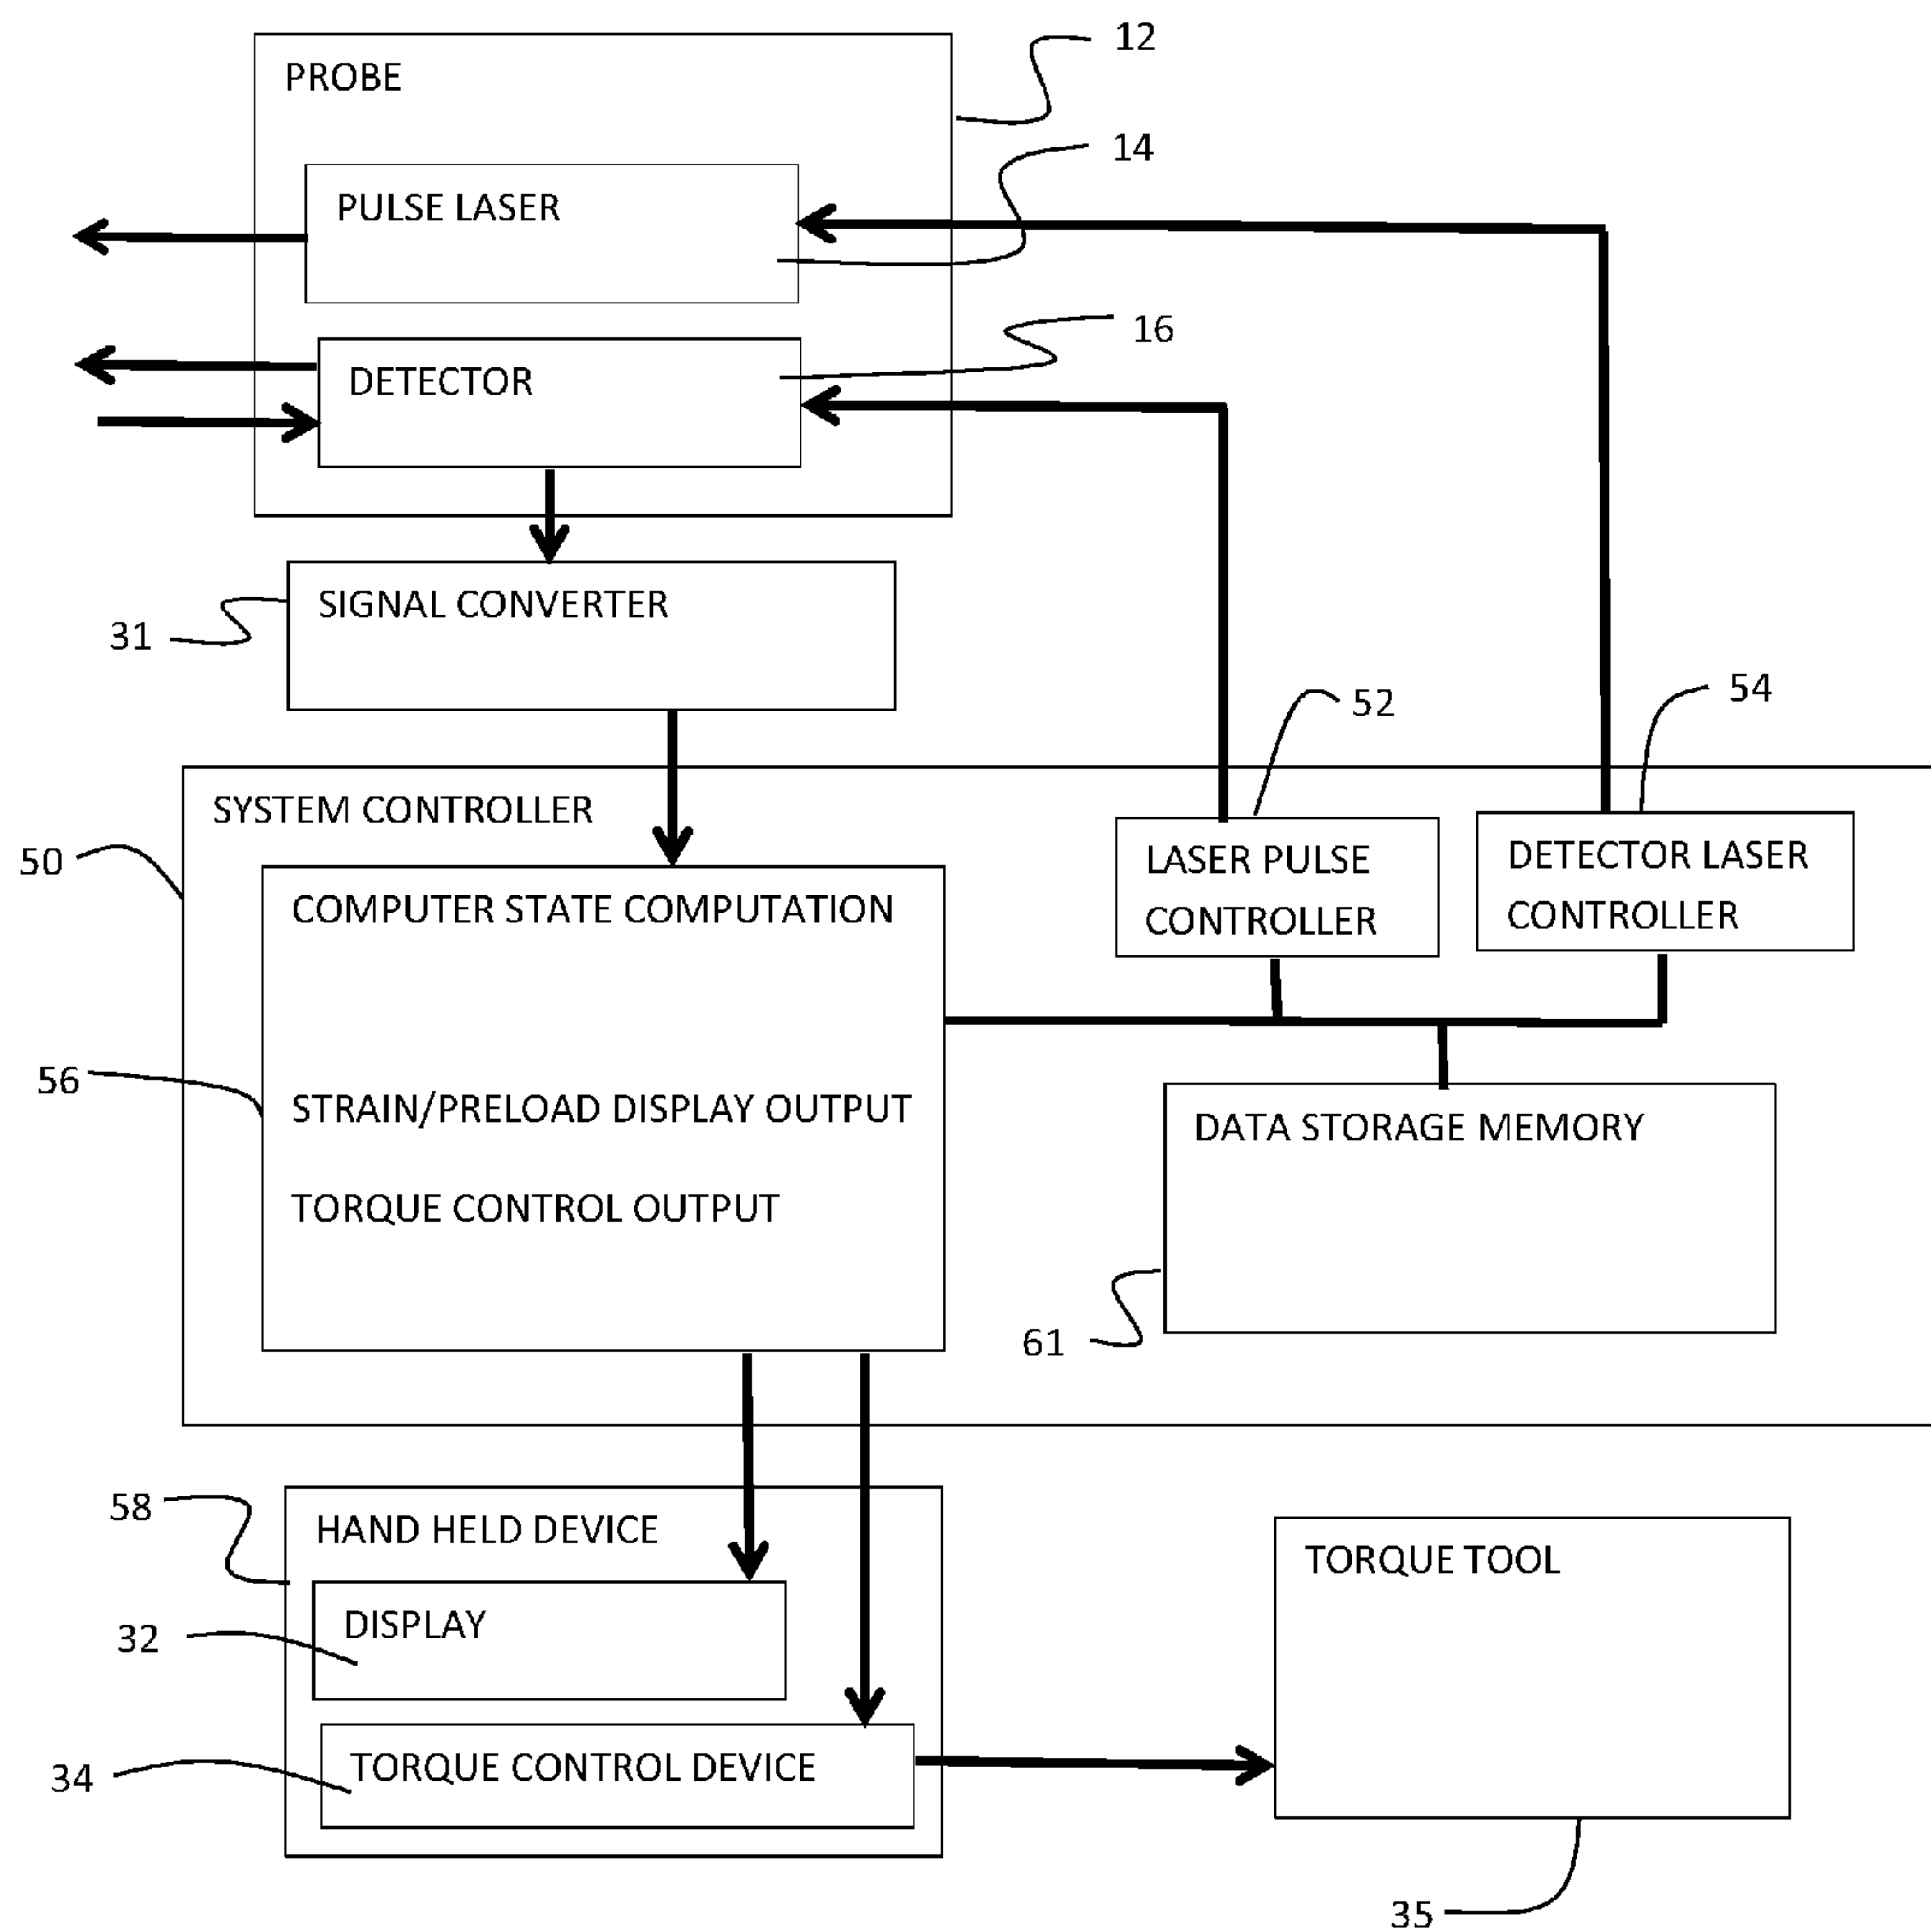 12
PROBE
14
PULSE LASER
16
DETECTOR
SIGNAL CONVERTER
31
54
52
SYSTEM CONTROLLER
50
LASER PULSE
CONTROLLER
DETECTOR LASER
CONTROLLER
COMPUTER STATE COMPUTATION
56
STRAIN/PRELOAD DISPLAY OUTPUT
DATA STORAGE MEMORY
TORQUE CONTROL OUTPUT
61
58
HAND HELD DEVICE
TORQUE TOOL
DISPLAY
32
TORQUE CONTROL DEVICE
34
35